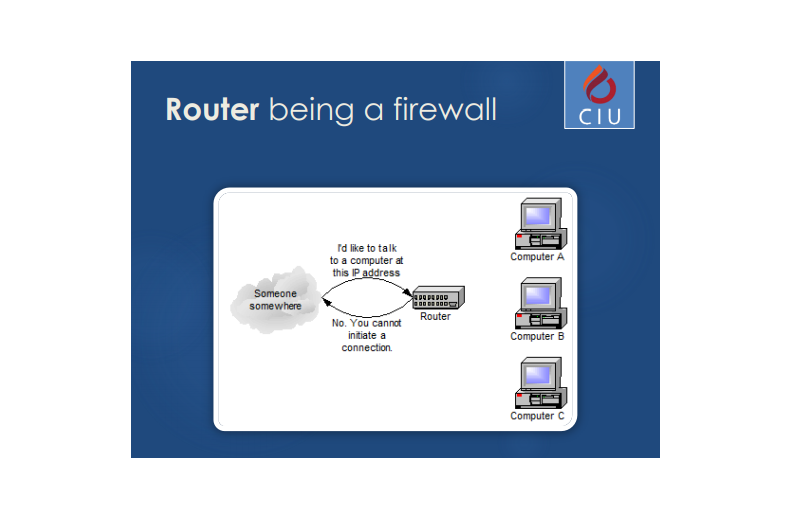 Router being a firewall
CIU
I'd like to talk
to a computer at
this IP address
Someone
somewhere
Router
No. You cannot
initiate a
connection.
Computer A
Computer B
Computer C